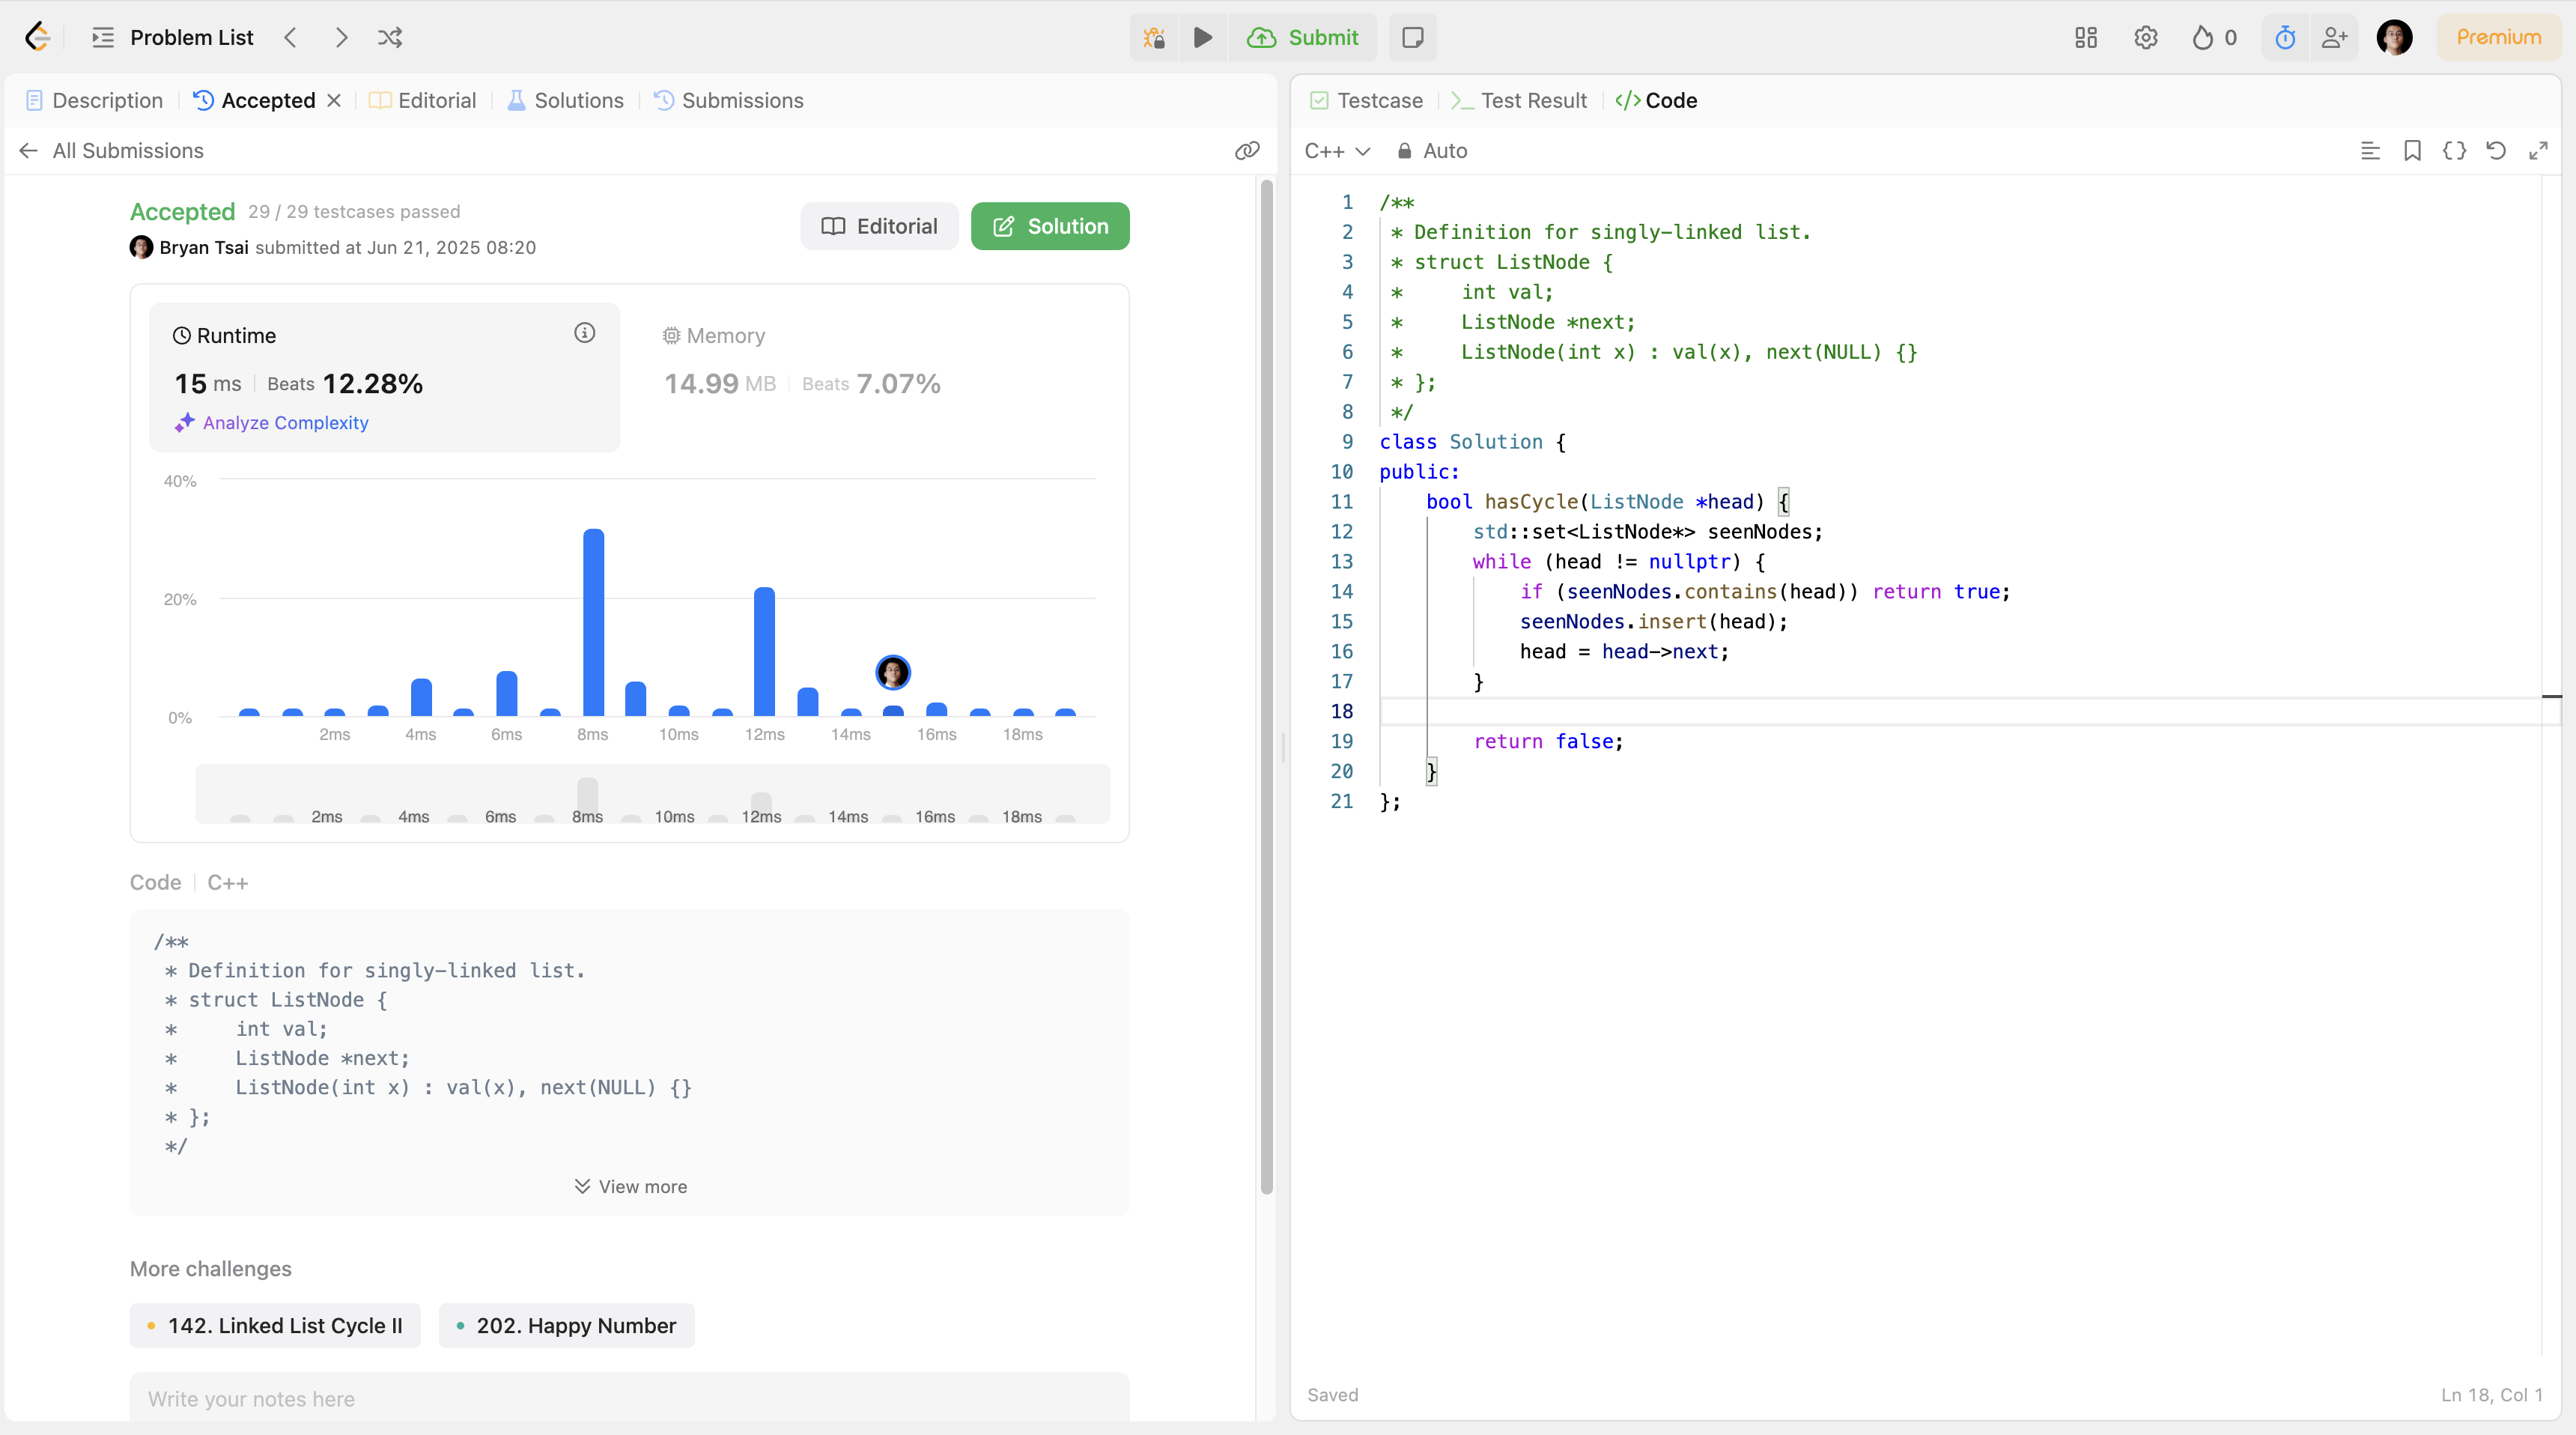 Problem List
Submit
0
Premium
Description
Accepted
Editorial
Solutions
Submissions
All Submissions
Accepted 29 / 29 testcases passed
Bryan Tsai submitted at Jun 21, 2025 08:20
Editorial
Solution
Runtime
15 ms Beats 12.28%
Analyze Complexity
Memory
14.99 MB Beats 7.07%
40%
20%
0%
2ms 4ms 6ms 8ms 10ms 12ms 14ms 16ms 18ms
2ms 4ms 6ms 8ms 10ms 12ms 14ms 16ms 18ms
Code C++
/**
 * Definition for singly-linked list.
 * struct ListNode {
 *     int val;
 *     ListNode *next;
 *     ListNode(int x) : val(x), next(NULL) {}
 * };
 */
View more
More challenges
142. Linked List Cycle II
202. Happy Number
Write your notes here
Testcase
Test Result
</> Code
C++ Auto
1 /**
2  * Definition for singly-linked list.
3  * struct ListNode {
4  *     int val;
5  *     ListNode *next;
6  *     ListNode(int x) : val(x), next(NULL) {}
7  * };
8  */
9 class Solution {
10 public:
11     bool hasCycle(ListNode *head) {
12         std::set<ListNode*> seenNodes;
13         while (head != nullptr) {
14             if (seenNodes.contains(head)) return true;
15             seenNodes.insert(head);
16             head = head->next;
17         }
18
19         return false;
20     }
21 };
Saved
Ln 18, Col 1